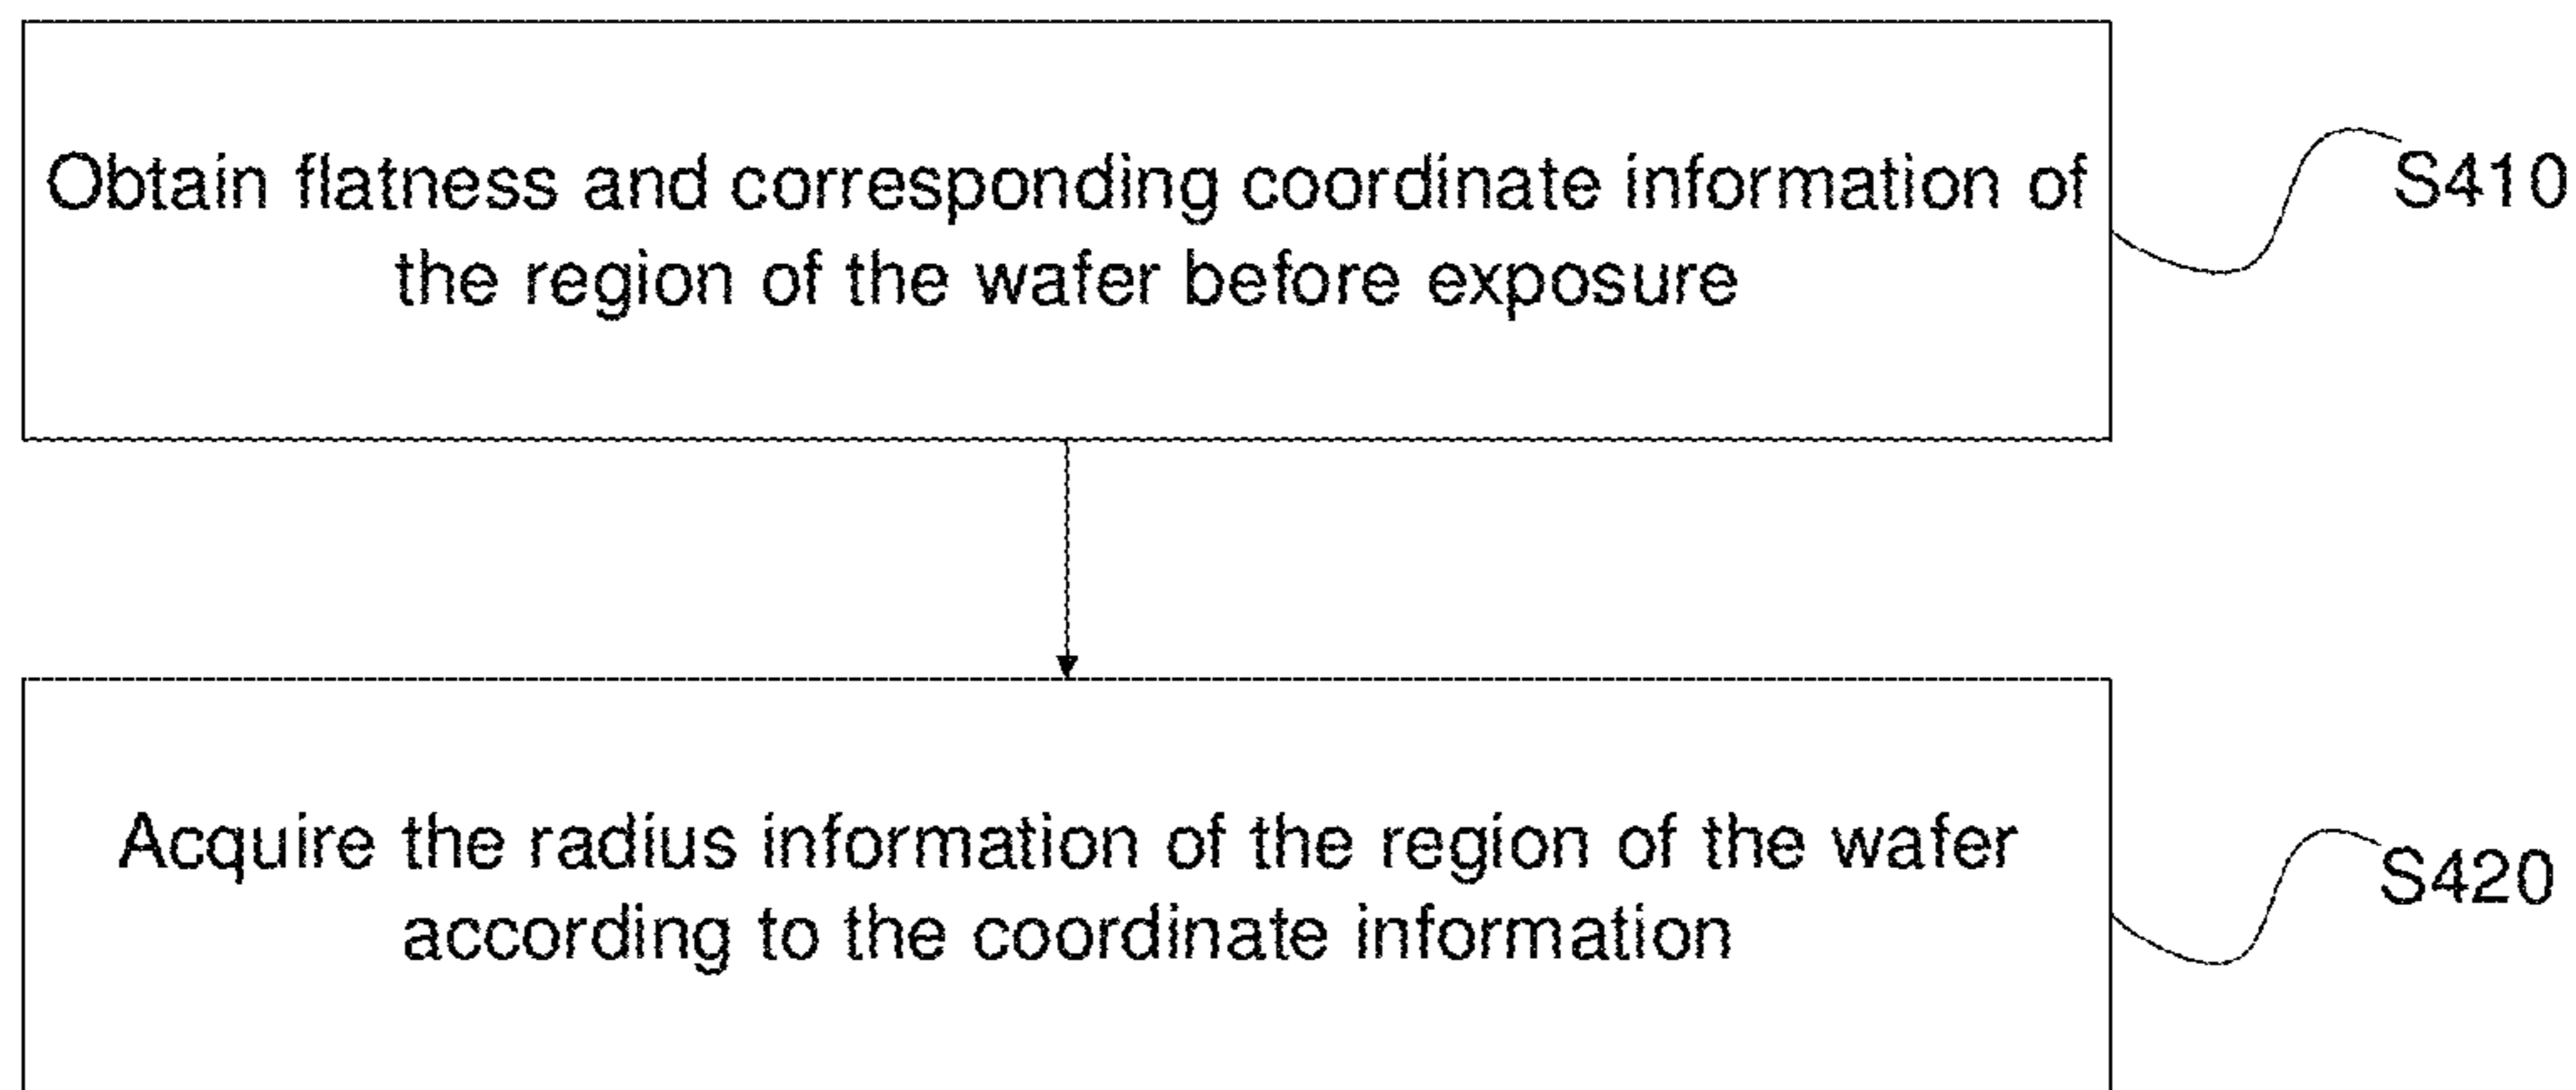 Obtain flatness and corresponding coordinate information of
the region of the wafer before exposure
S410
Acquire the radius information of the region of the wafer
according to the coordinate information
S420